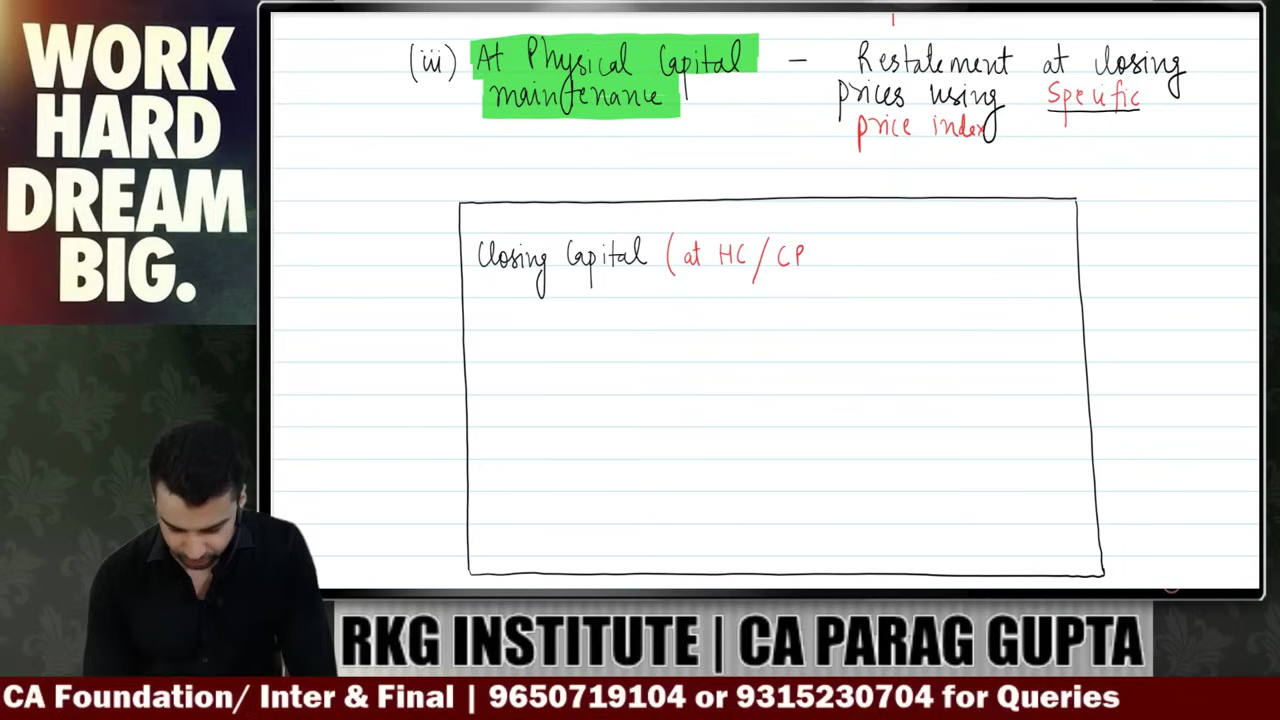 WORK
HARD
DREAM
BIG.
(iii) At Physical Capital – Restatement at closing
maintenance prices using Specific
price index
Closing Capital (at HC/CP
RKG INSTITUTE | CA PARAG GUPTA
CA Foundation/ Inter & Final | 9650719104 or 9315230704 for Queries